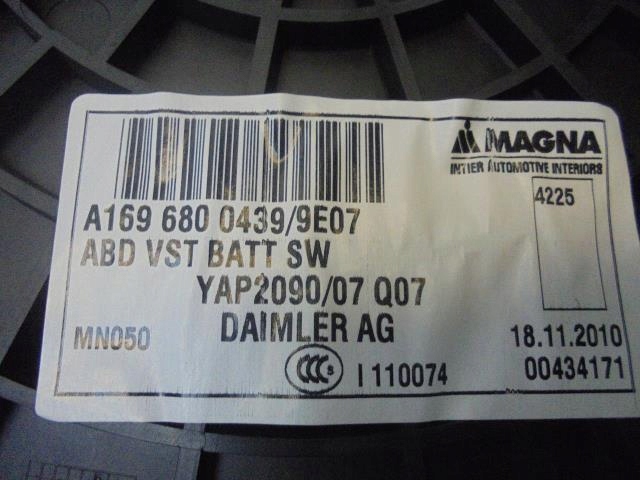 MAGNA
INTIER AUTOMOTIVE INTERIORS
4225
A169 680 0439/9E07
ABD VST BATT SW
YAP2090/07 Q07
MN050
DAIMLER AG
18.11.2010
CCC S
I 110074
00434171